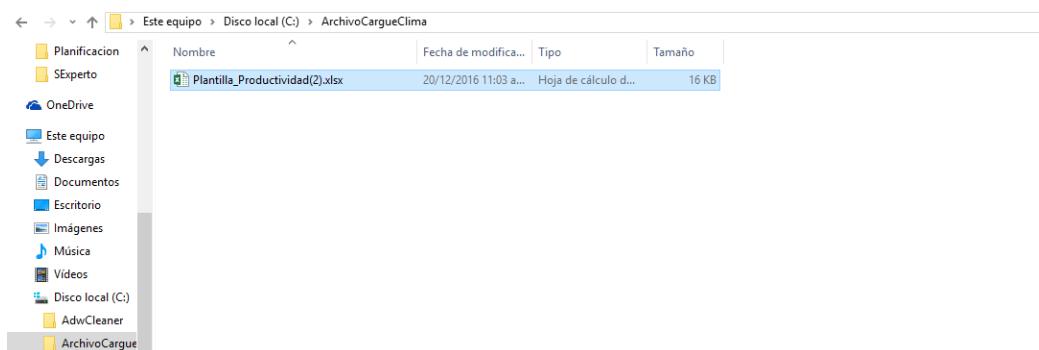 Este equipo > Disco local (C:) > ArchivoCargueClima
Planificacion
SExperto
OneDrive
Este equipo
Descargas
Documentos
Escritorio
Imágenes
Música
Vídeos
Disco local (C:)
AdwCleaner
ArchivoCargue
Nombre Fecha de modifica... Tipo Tamaño
Plantilla_Productividad(2).xlsx 20/12/2016 11:03 a... Hoja de cálculo d... 16 KB